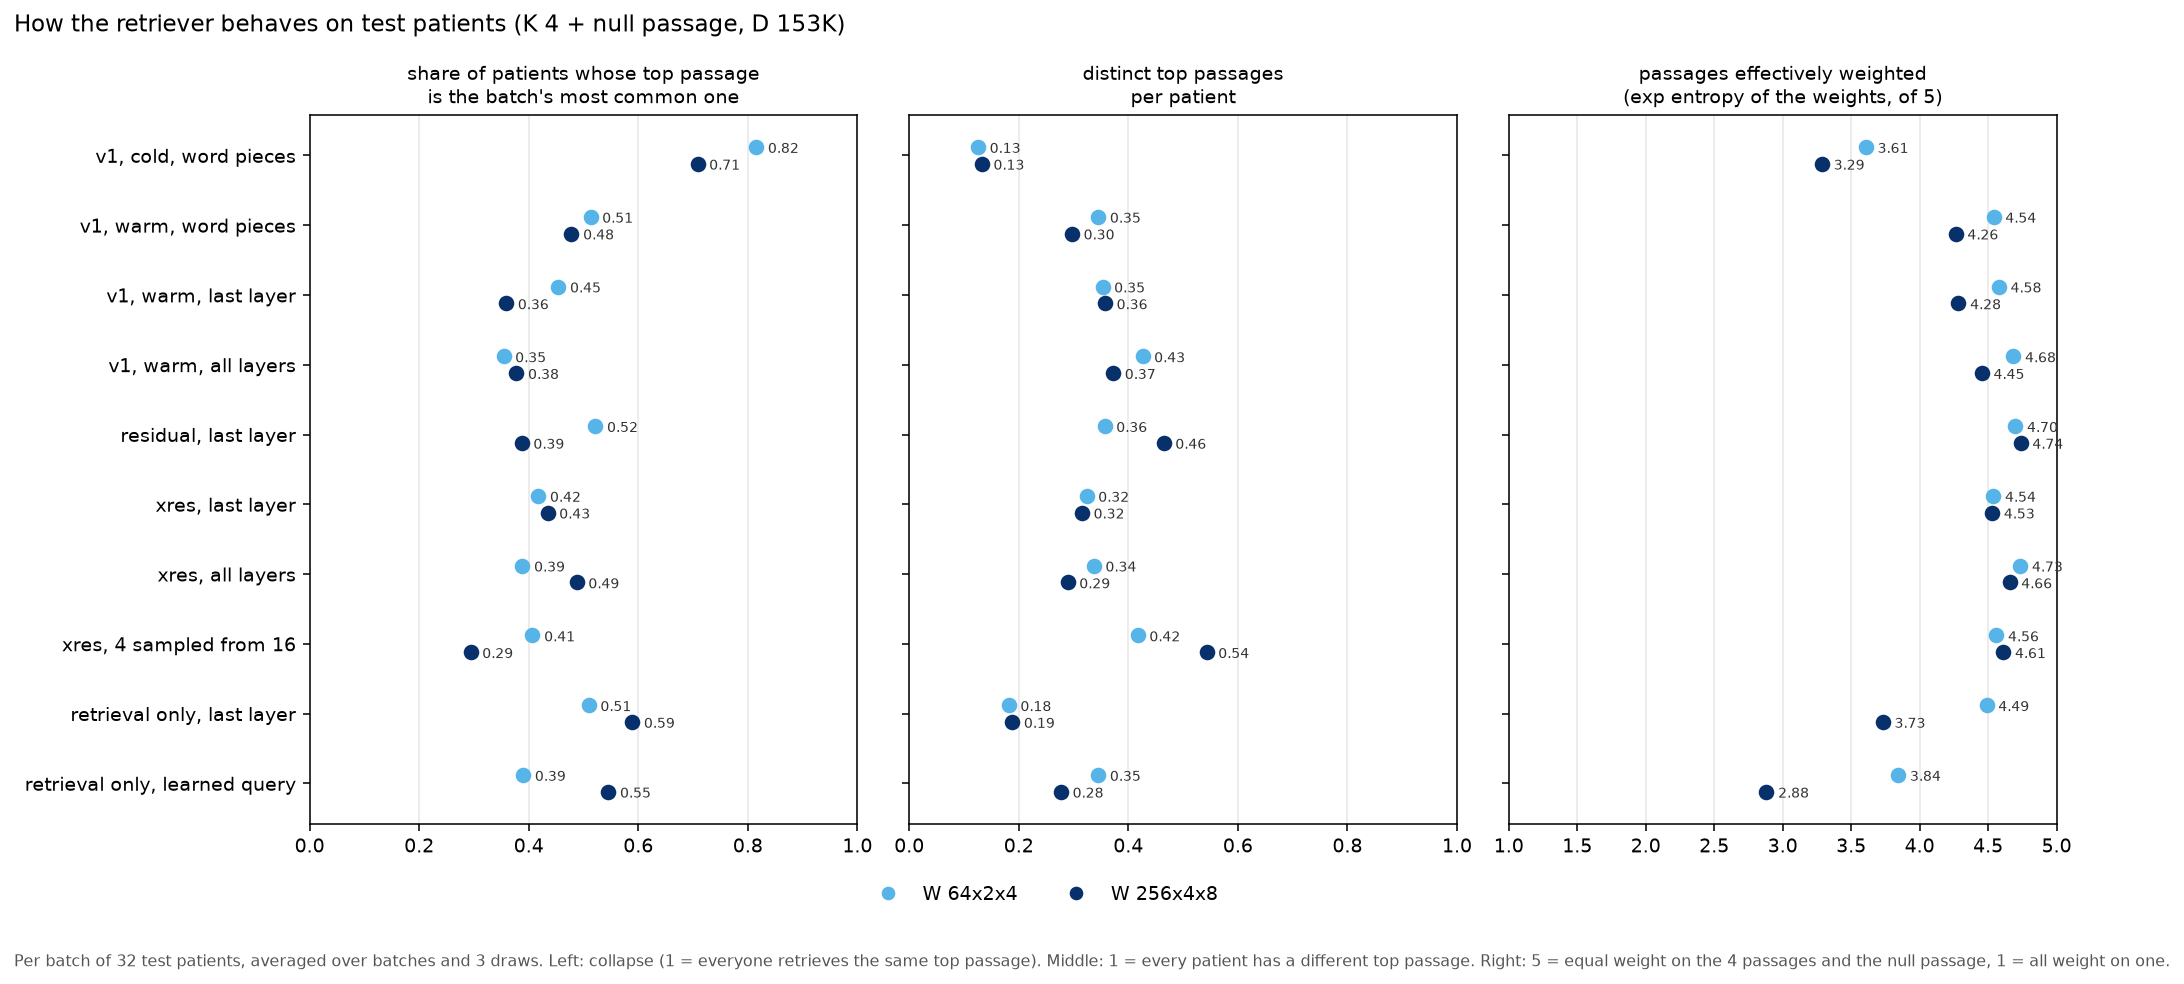 How the retriever behaves on test patients (K 4 + null passage, D 153K)
share of patients whose top passage
is the batch's most common one
distinct top passages
per patient
passages effectively weighted
(exp entropy of the weights, of 5)
v1, cold, word pieces
0.82
0.71
0.13
0.13
3.61
3.29
v1, warm, word pieces
0.51
0.48
0.35
0.30
4.54
4.26
v1, warm, last layer
0.45
0.36
0.35
0.36
4.58
4.28
v1, warm, all layers
0.35
0.38
0.43
0.37
4.68
4.45
residual, last layer
0.52
0.39
0.36
0.46
4.70
4.74
xres, last layer
0.42
0.43
0.32
0.32
4.54
4.53
xres, all layers
0.39
0.49
0.34
0.29
4.73
4.66
xres, 4 sampled from 16
0.41
0.29
0.42
0.54
4.56
4.61
retrieval only, last layer
0.51
0.59
0.18
0.19
4.49
3.73
retrieval only, learned query
0.39
0.55
0.35
0.28
3.84
2.88
0.0 0.2 0.4 0.6 0.8 1.0
0.0 0.2 0.4 0.6 0.8 1.0
1.0 1.5 2.0 2.5 3.0 3.5 4.0 4.5 5.0
W 64x2x4
W 256x4x8
Per batch of 32 test patients, averaged over batches and 3 draws. Left: collapse (1 = everyone retrieves the same top passage). Middle: 1 = every patient has a different top passage. Right: 5 = equal weight on the 4 passages and the null passage, 1 = all weight on one.